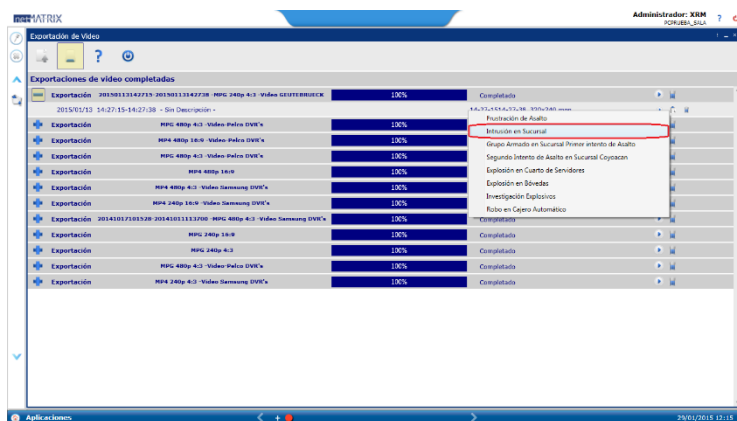 netMATRIX
Administrador: XRM
PCPRUEBA_SALA
?
Exportación de Video
?
Exportaciones de video completadas
Exportación 20150113142715-20150113142738 -MPG 240p 4:3 -Video GEUTEBRUECK 100% Completado
2015/01/13 14:27:15-14:27:38 - Sin Descripción -
Exportación MPG 480p 4:3 -Video-Pelco DVR's 100%
Exportación MP4 480p 16:9 -Video-Pelco DVR's 100%
Exportación MPG 480p 4:3 -Video-Pelco DVR's 100%
Exportación MP4 480p 16:9 100%
Exportación MP4 480p 4:3 -Video Samsung DVR's 100%
Exportación MP4 240p 16:9 -Video Samsung DVR's 100%
Exportación 20141017101528-20141011113700 -MPG 480p 4:3 -Video Samsung DVR's 100% Completado
Exportación MPG 240p 16:9 100% Completado
Exportación MPG 240p 4:3 100% Completado
Exportación MPG 480p 4:3 -Video-Pelco DVR's 100% Completado
Exportación MP4 240p 4:3 -Video Samsung DVR's 100% Completado
Frustración de Asalto
Intrusión en Sucursal
Grupo Armado en Sucursal Primer intento de Asalto
Segundo Intento de Asalto en Sucursal Coyoacan
Explosión en Cuarto de Servidores
Explosión en Bóvedas
Investigación Explosivos
Robo en Cajero Automático
Aplicaciones
29/01/2015 12:15